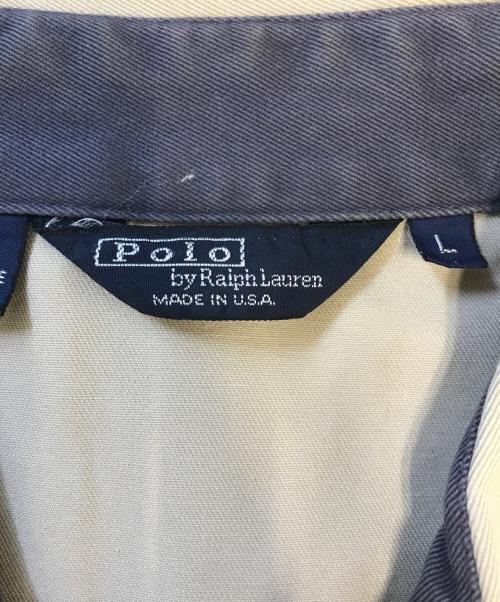 Polo
by Ralph Lauren
MADE IN U.S.A.
L
E